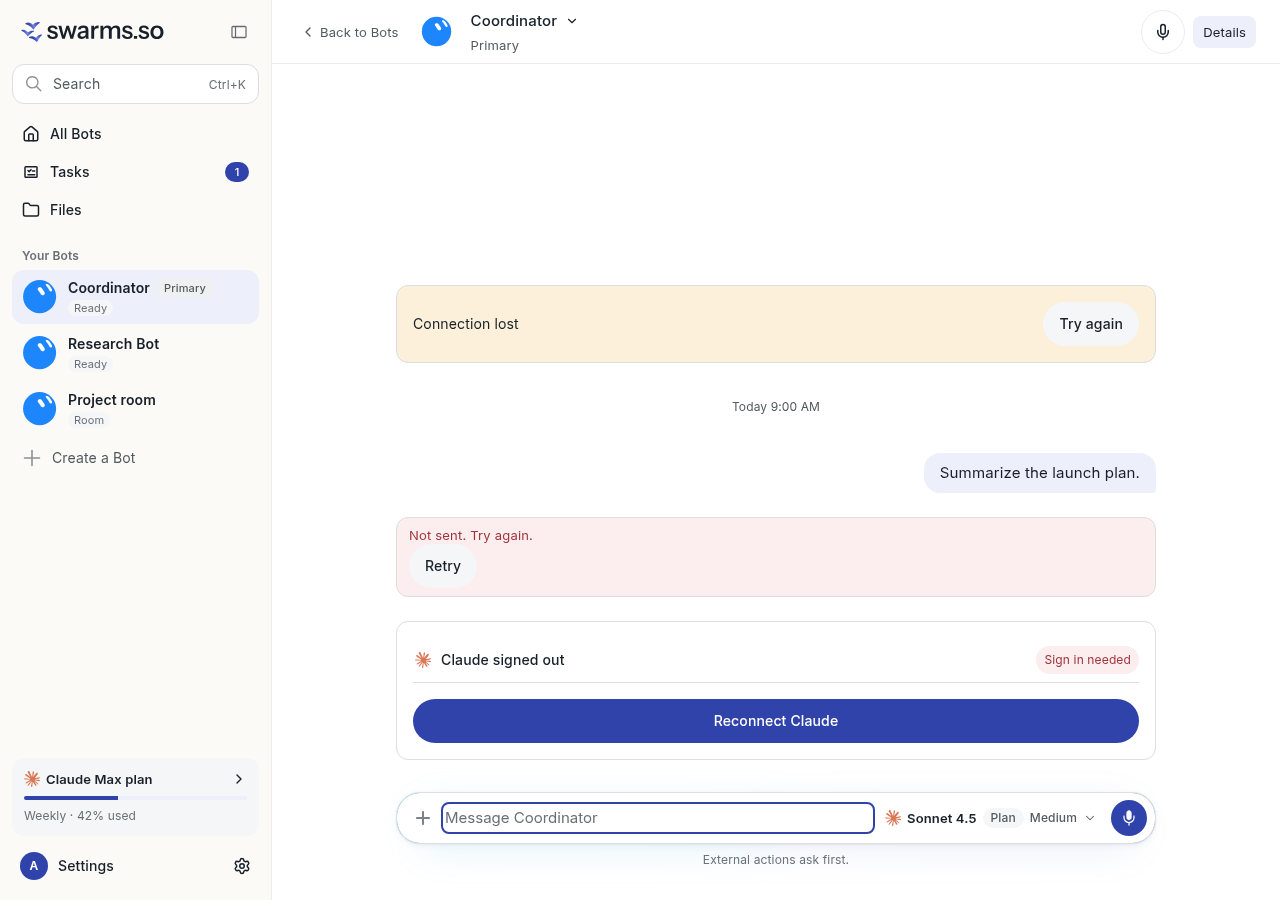 swarms.so
Search
Ctrl+K
All Bots
Tasks
1
Files
Your Bots
Coordinator
Primary
Ready
Research Bot
Ready
Project room
Room
Create a Bot
Claude Max plan
Weekly · 42% used
A
Settings
Back to Bots
Coordinator
Primary
Details
Connection lost
Try again
Today 9:00 AM
Summarize the launch plan.
Not sent. Try again.
Retry
Claude signed out
Sign in needed
Reconnect Claude
Message Coordinator
Sonnet 4.5
Plan
Medium
External actions ask first.